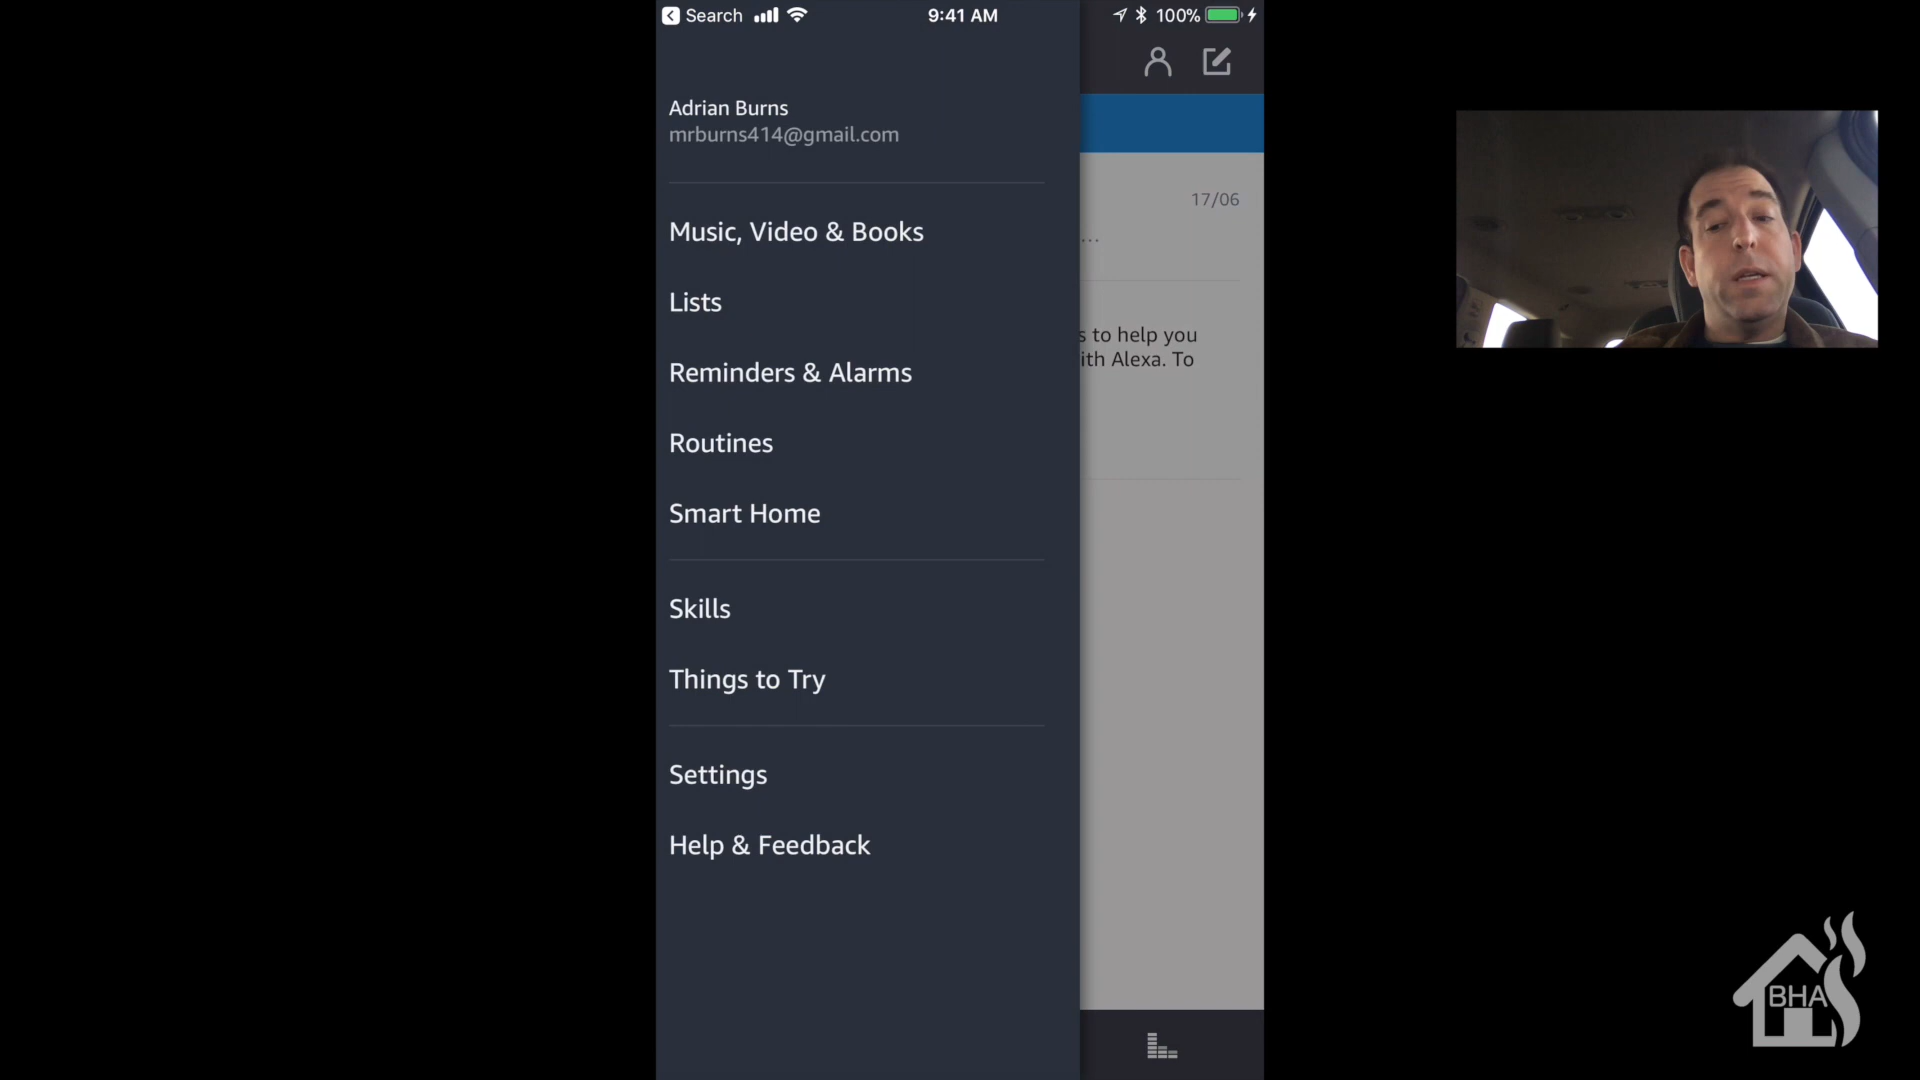 Search
9:41 AM
100%
Adrian Burns
mrburns414@gmail.com
Music, Video & Books
Lists
Reminders & Alarms
Routines
Smart Home
Skills
Things to Try
Settings
Help & Feedback
17/06
...
s to help you
ith Alexa. To
BHA